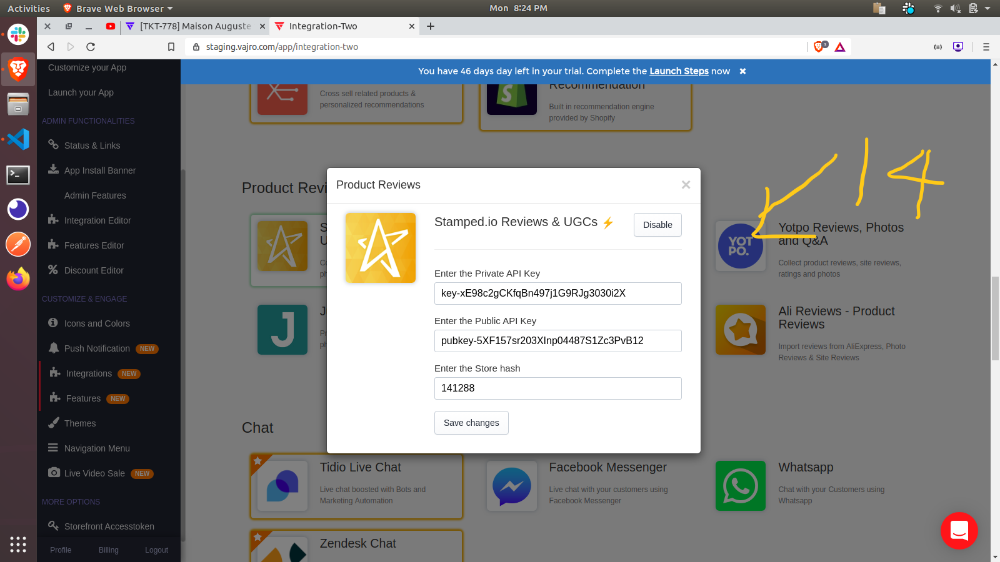 Activities
Brave Web Browser
Mon 8:24 PM
[TKT-778] Maison Auguste
Integration-Two
staging.vajro.com/app/integration-two
3
You have 46 days day left in your trial. Complete the Launch Steps now
Customize your App
Launch your App
ADMIN FUNCTIONALITIES
Status & Links
App Install Banner
Admin Features
Integration Editor
Features Editor
Discount Editor
CUSTOMIZE & ENGAGE
Icons and Colors
Push Notification NEW
Integrations NEW
Features NEW
Themes
Navigation Menu
Live Video Sale NEW
MORE OPTIONS
Storefront Accesstoken
Profile Billing Logout
Cross sell related products &
personalized recommendations
Recommendation
Built in recommendation engine
provided by Shopify
14
Product Revi
Product Reviews
Stamped.io Reviews & UGCs
Disable
Enter the Private API Key
key-xE98c2gCKfqBn497j1G9RJg3030i2X
Enter the Public API Key
pubkey-5XF157sr203XInp04487S1Zc3PvB12
Enter the Store hash
141288
Save changes
YOTPO.
Yotpo Reviews, Photos
and Q&A
Collect product reviews, site reviews,
ratings and photos
J
Ali Reviews - Product
Reviews
Import reviews from AliExpress, Photo
Reviews & Site Reviews
Chat
Tidio Live Chat
Live chat boosted with Bots and
Marketing Automation
Facebook Messenger
Live chat with your customers using
Facebook Messenger
Whatsapp
Chat with your Customers using
Whatsapp
Zendesk Chat